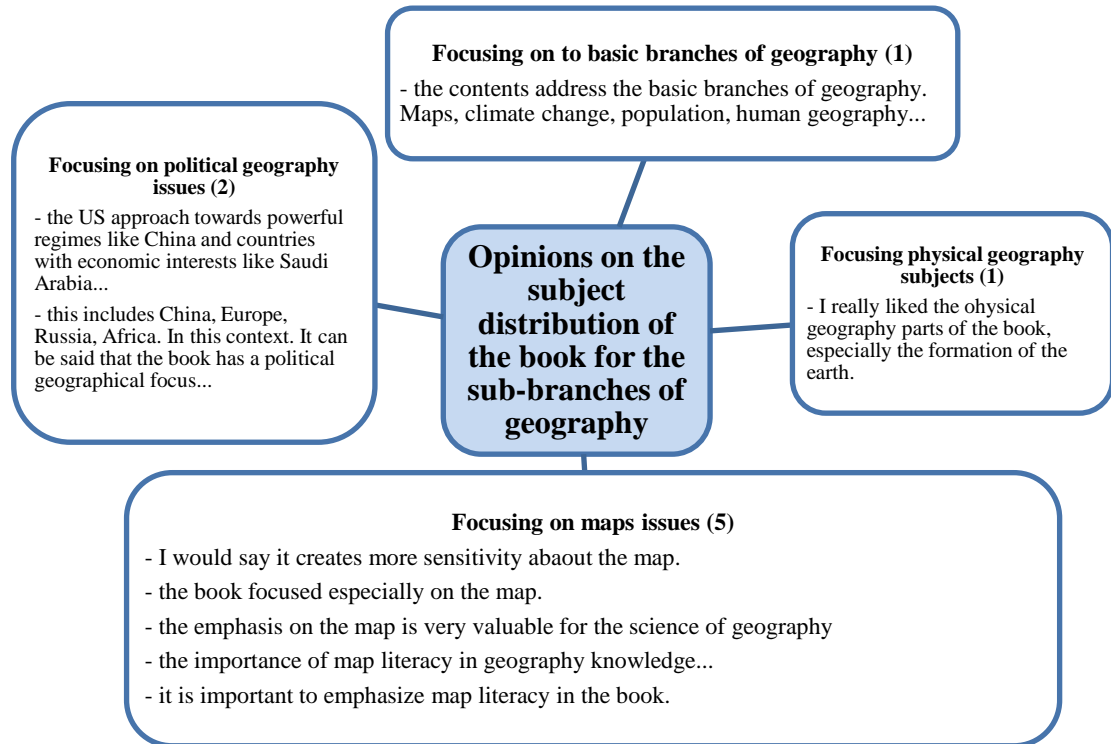 Focusing on to basic branches of geography (1)
- the contents address the basic branches of geography.
Maps, climate change, population, human geography...
Focusing on political geography
issues (2)
- the US approach towards powerful
regimes like China and countries
with economic interests like Saudi
Arabia...
- this includes China, Europe,
Russia, Africa. In this context. It can
be said that the book has a political
geographical focus...
Opinions on the
subject
distribution of
the book for the
sub-branches of
geography
Focusing physical geography
subjects (1)
- I really liked the ohysical
geography parts of the book,
especially the formation of the
earth.
Focusing on maps issues (5)
- I would say it creates more sensitivity abaout the map.
- the book focused especially on the map.
- the emphasis on the map is very valuable for the science of geography
- the importance of map literacy in geography knowledge...
- it is important to emphasize map literacy in the book.